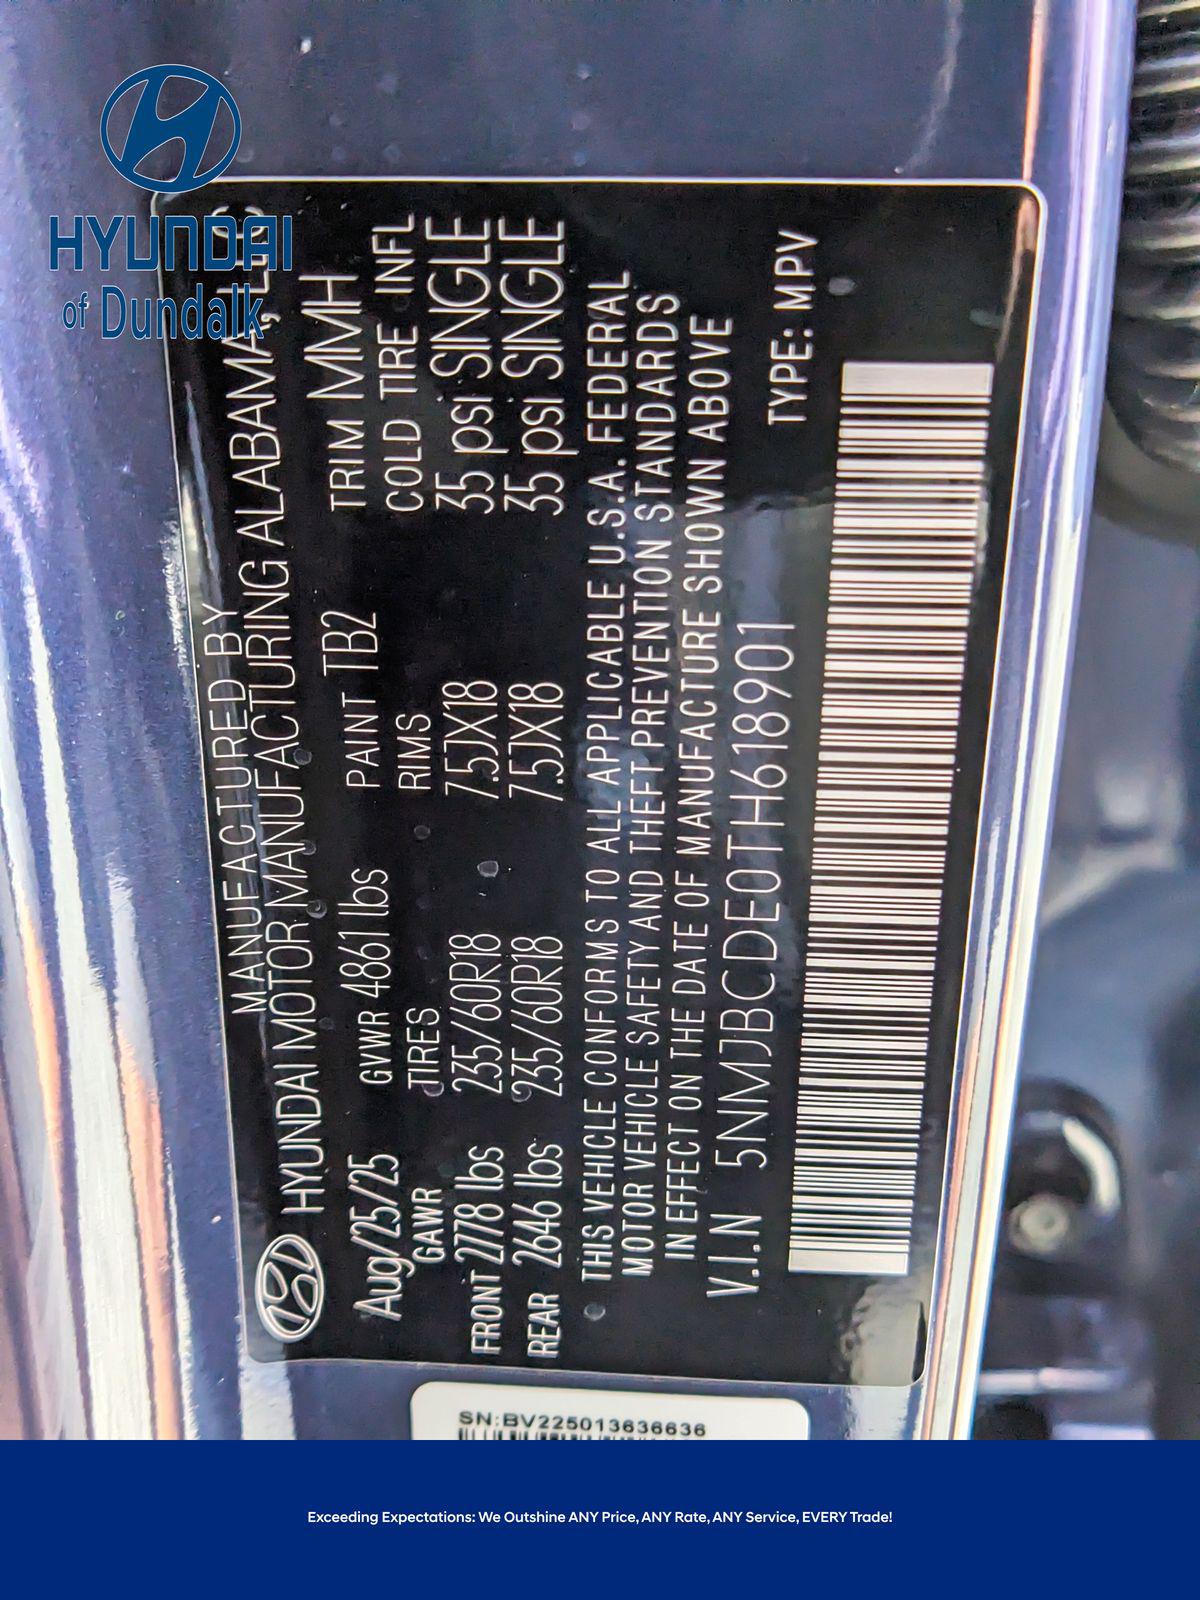 HYUNDAI
of Dundalk
MANUFACTURED BY
HYUNDAI MOTOR MANUFACTURING ALABAMA, LLC
Aug/25/25 GVWR 4861 lbs PAINT TB2 TRIM MMH
GAWR TIRES RIMS COLD TIRE INFL
FRONT 2778 lbs 235/60R18 7.5JX18 35 psi SINGLE
REAR 2646 lbs 235/60R18 7.5JX18 35 psi SINGLE
THIS VEHICLE CONFORMS TO ALL APPLICABLE U.S.A. FEDERAL
MOTOR VEHICLE SAFETY AND THEFT PREVENTION STANDARDS
IN EFFECT ON THE DATE OF MANUFACTURE SHOWN ABOVE
V.I.N 5NMJBCDE0TH618901 TYPE: MPV
SN:BV225013636636
Exceeding Expectations: We Outshine ANY Price, ANY Rate, ANY Service, EVERY Trade!